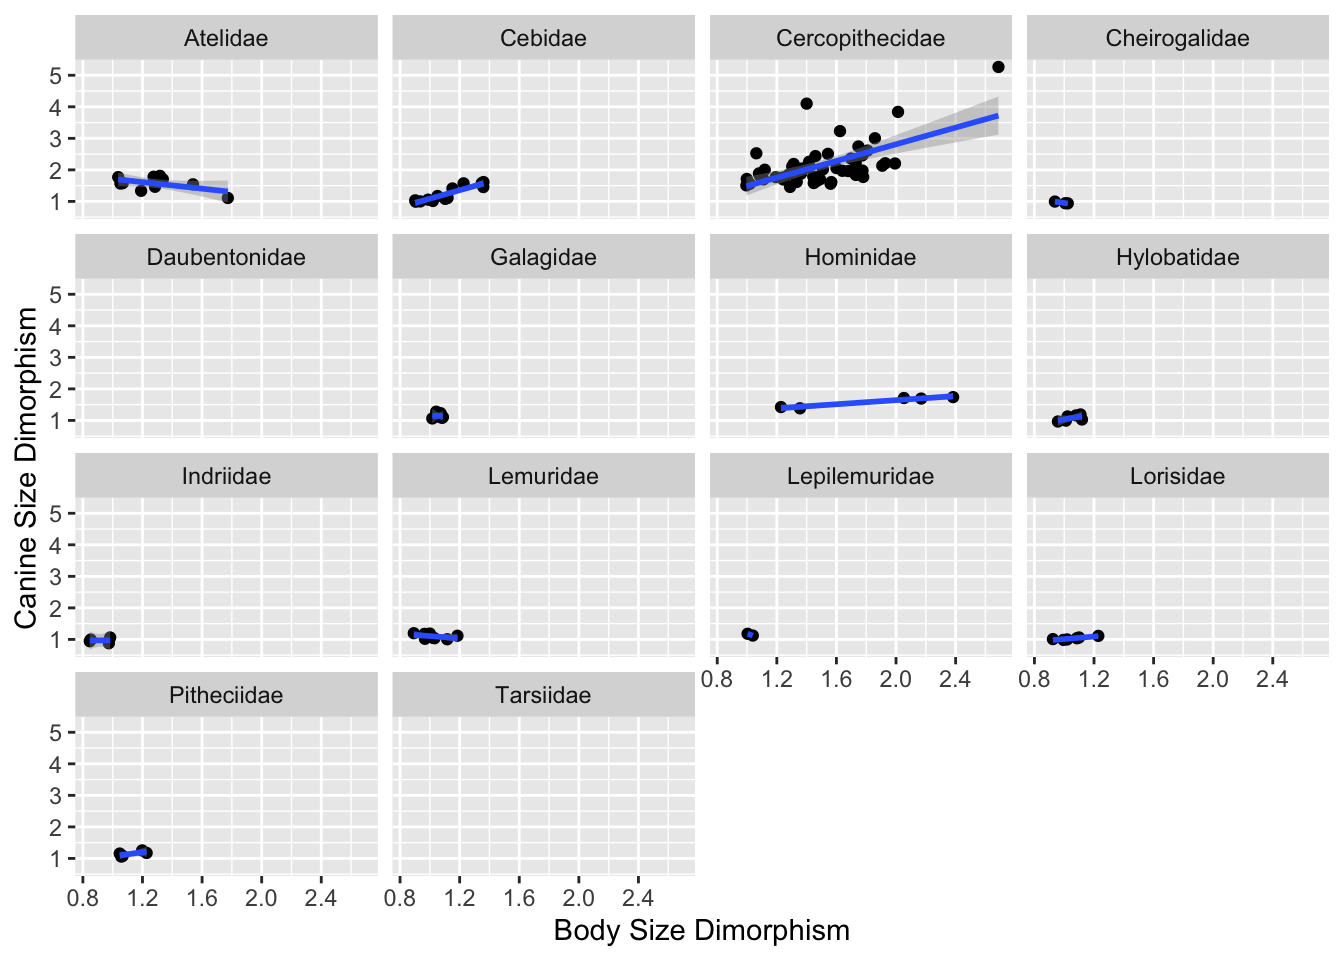 Atelidae Cebidae Cercopithecidae Cheirogalidae
5
4
3
2
1
Daubentonidae Galagidae Hominidae Hylobatidae
5
4
3
2
1
Canine Size Dimorphism
Indriidae Lemuridae Lepilemuridae Lorisidae
5
4
3
2
1
0.8 1.2 1.6 2.0 2.4 0.8 1.2 1.6 2.0 2.4
Pitheciidae Tarsiidae
5
4
3
2
1
0.8 1.2 1.6 2.0 2.4 0.8 1.2 1.6 2.0 2.4
Body Size Dimorphism